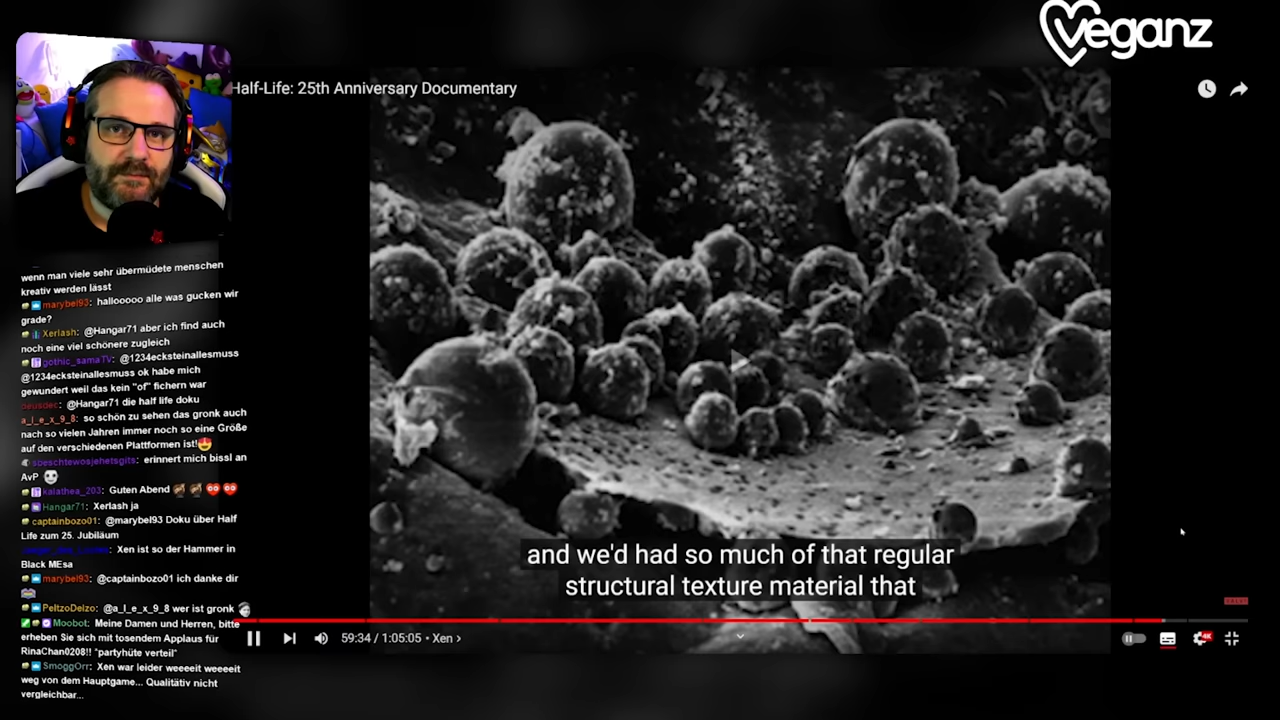 Veganz
Half-Life: 25th Anniversary Documentary
wenn man viele sehr übermüdete menschen
kreativ werden lässt
marybel93: hallooooo alle was gucken wir
grade?
Xerlash: @Hangar71 aber ich find auch
noch eine viel schönere zugleich
gothic_samaTV: @1234ecksteinallesmuss
@1234ecksteinallesmuss ok habe mich
gewundert weil das kein "of" fichern war
deusdec: @Hangar71 die half life doku
a_l_e_x_9_8: so schön zu sehen das gronk auch
nach so vielen Jahren immer noch so eine Größe
auf den verschiedenen Plattformen ist!
sbeschtewosjehetsgits: erinnert mich bissl an
AvP
kalathea_203: Guten Abend
Hangar71: Xerlash ja
captainbozo01: @marybel93 Doku über Half
Life zum 25. Jubiläum
Xen ist so der Hammer in
Black MEsa
marybel93: @captainbozo01 ich danke dir
PeltzoDeizo: @a_l_e_x_9_8 wer ist gronk
Moobot: Meine Damen und Herren, bitte
erheben Sie sich mit tosendem Applaus für
RinaChan0208!! *partyhüte verteil*
SmoggOrr: Xen war leider weeeeit weeeeit
weg von dem Hauptgame... Qualitätiv nicht
vergleichbar...
and we'd had so much of that regular
structural texture material that
59:34 / 1:05:05 • Xen ›
4K